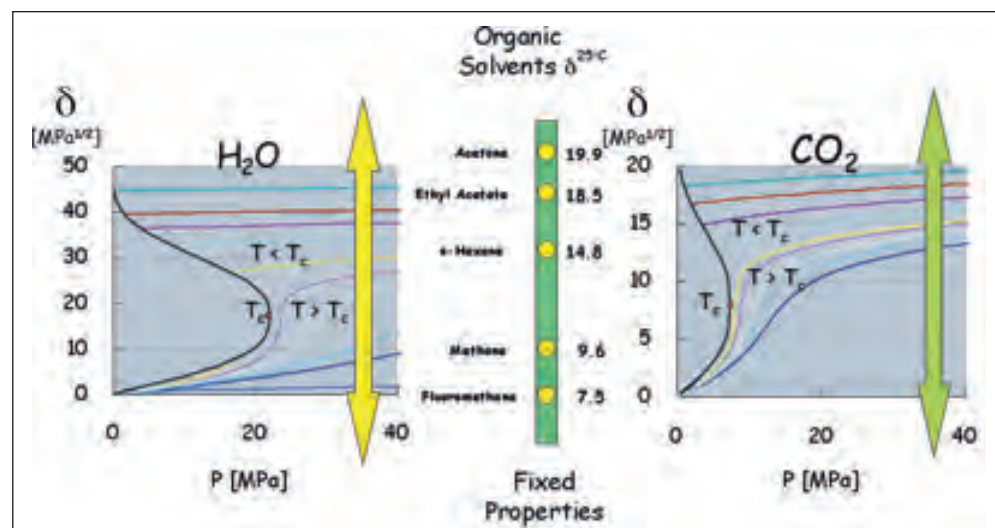 Organic
Solvents δ25°C
δ
[MPa1/2]
H2O
50
40
30
20
10
0
T < Tc
Tc
T > Tc
0
20
40
P [MPa]
Acetone 19.9
Ethyl Acetate 18.5
n-Hexane 14.8
Methane 9.6
Fluoromethane 7.5
Fixed
Properties
δ
[MPa1/2]
CO2
20
15
10
5
0
T < Tc
Tc
T > Tc
0
20
40
P [MPa]